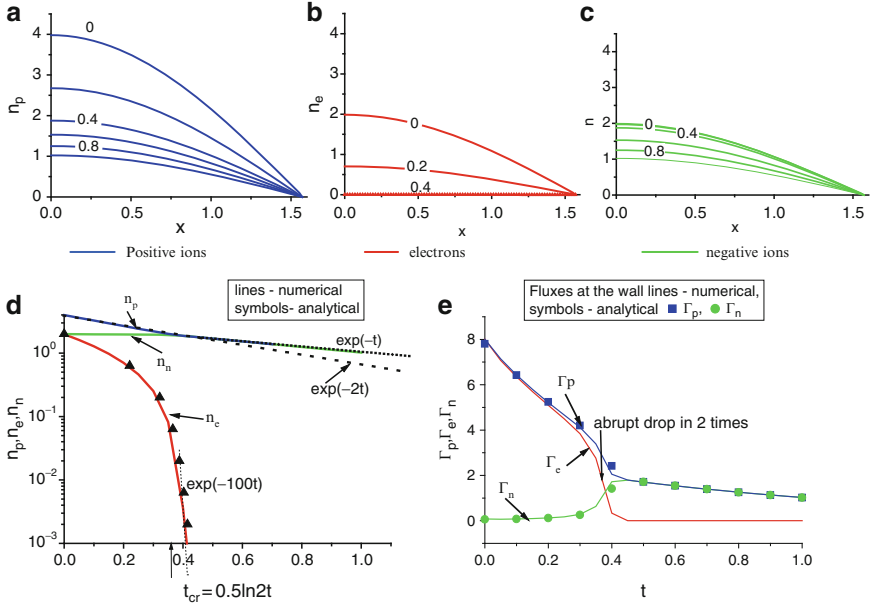 a
b
c
4
3
2
1
0
n_p
0
0.4
0.8
0.0
0.5
1.0
1.5
x
4
3
2
1
0
n_e
0
0.2
0.4
0.0
0.5
1.0
1.5
x
4
3
2
1
0
n
0
0.4
0.8
0.0
0.5
1.0
1.5
x
Positive ions
electrons
negative ions
d
lines - numerical
symbols- analytical
n_p
n_n
n_e
exp(-t)
exp(-2t)
exp(-100t)
10^0
10^-1
10^-2
10^-3
n_p,n_e,n_n
0.0
0.2
0.4
0.6
0.8
1.0
t_cr=0.5ln2t
e
Fluxes at the wall lines - numerical,
symbols - analytical Γ_p, Γ_n
8
6
4
2
0
Γ_p,Γ_e,Γ_n
Γp
abrupt drop in 2 times
Γ_e
Γ_n
0.0
0.2
0.4
0.6
0.8
1.0
t